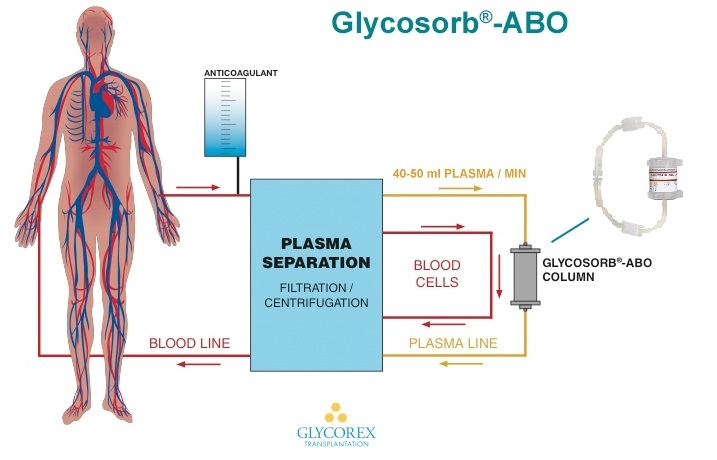 Glycosorb®-ABO
ANTICOAGULANT
40-50 ml PLASMA / MIN
PLASMA
SEPARATION
FILTRATION /
CENTRIFUGATION
BLOOD
CELLS
GLYCOSORB®-ABO
COLUMN
BLOOD LINE
PLASMA LINE
GLYCOREX
TRANSPLANTATION